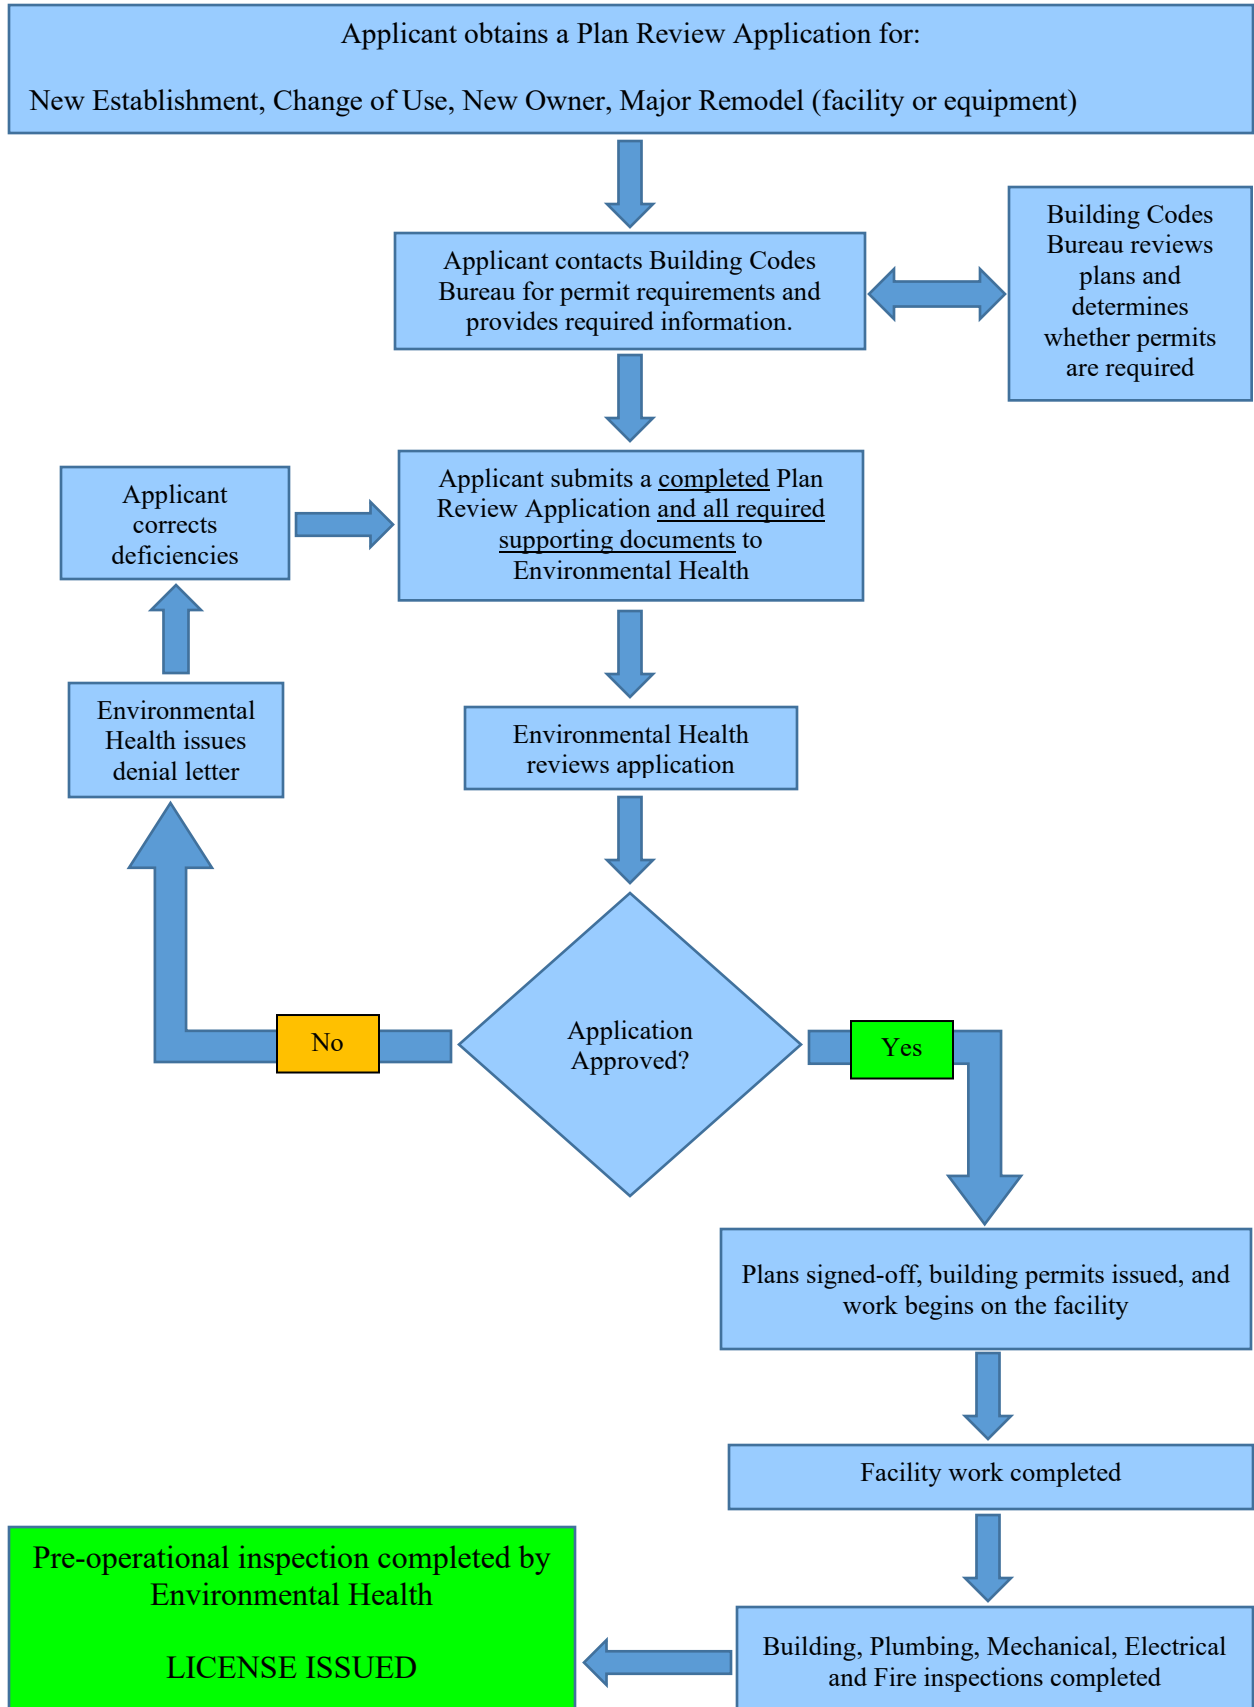 Applicant obtains a Plan Review Application for:
New Establishment, Change of Use, New Owner, Major Remodel (facility or equipment)
Applicant contacts Building Codes
Bureau for permit requirements and
provides required information.
Building Codes
Bureau reviews
plans and
determines
whether permits
are required
Applicant
corrects
deficiencies
Applicant submits a completed Plan
Review Application and all required
supporting documents to
Environmental Health
Environmental
Health issues
denial letter
Environmental Health
reviews application
Application
Approved?
No
Yes
Plans signed-off, building permits issued, and
work begins on the facility
Facility work completed
Building, Plumbing, Mechanical, Electrical
and Fire inspections completed
Pre-operational inspection completed by
Environmental Health
LICENSE ISSUED